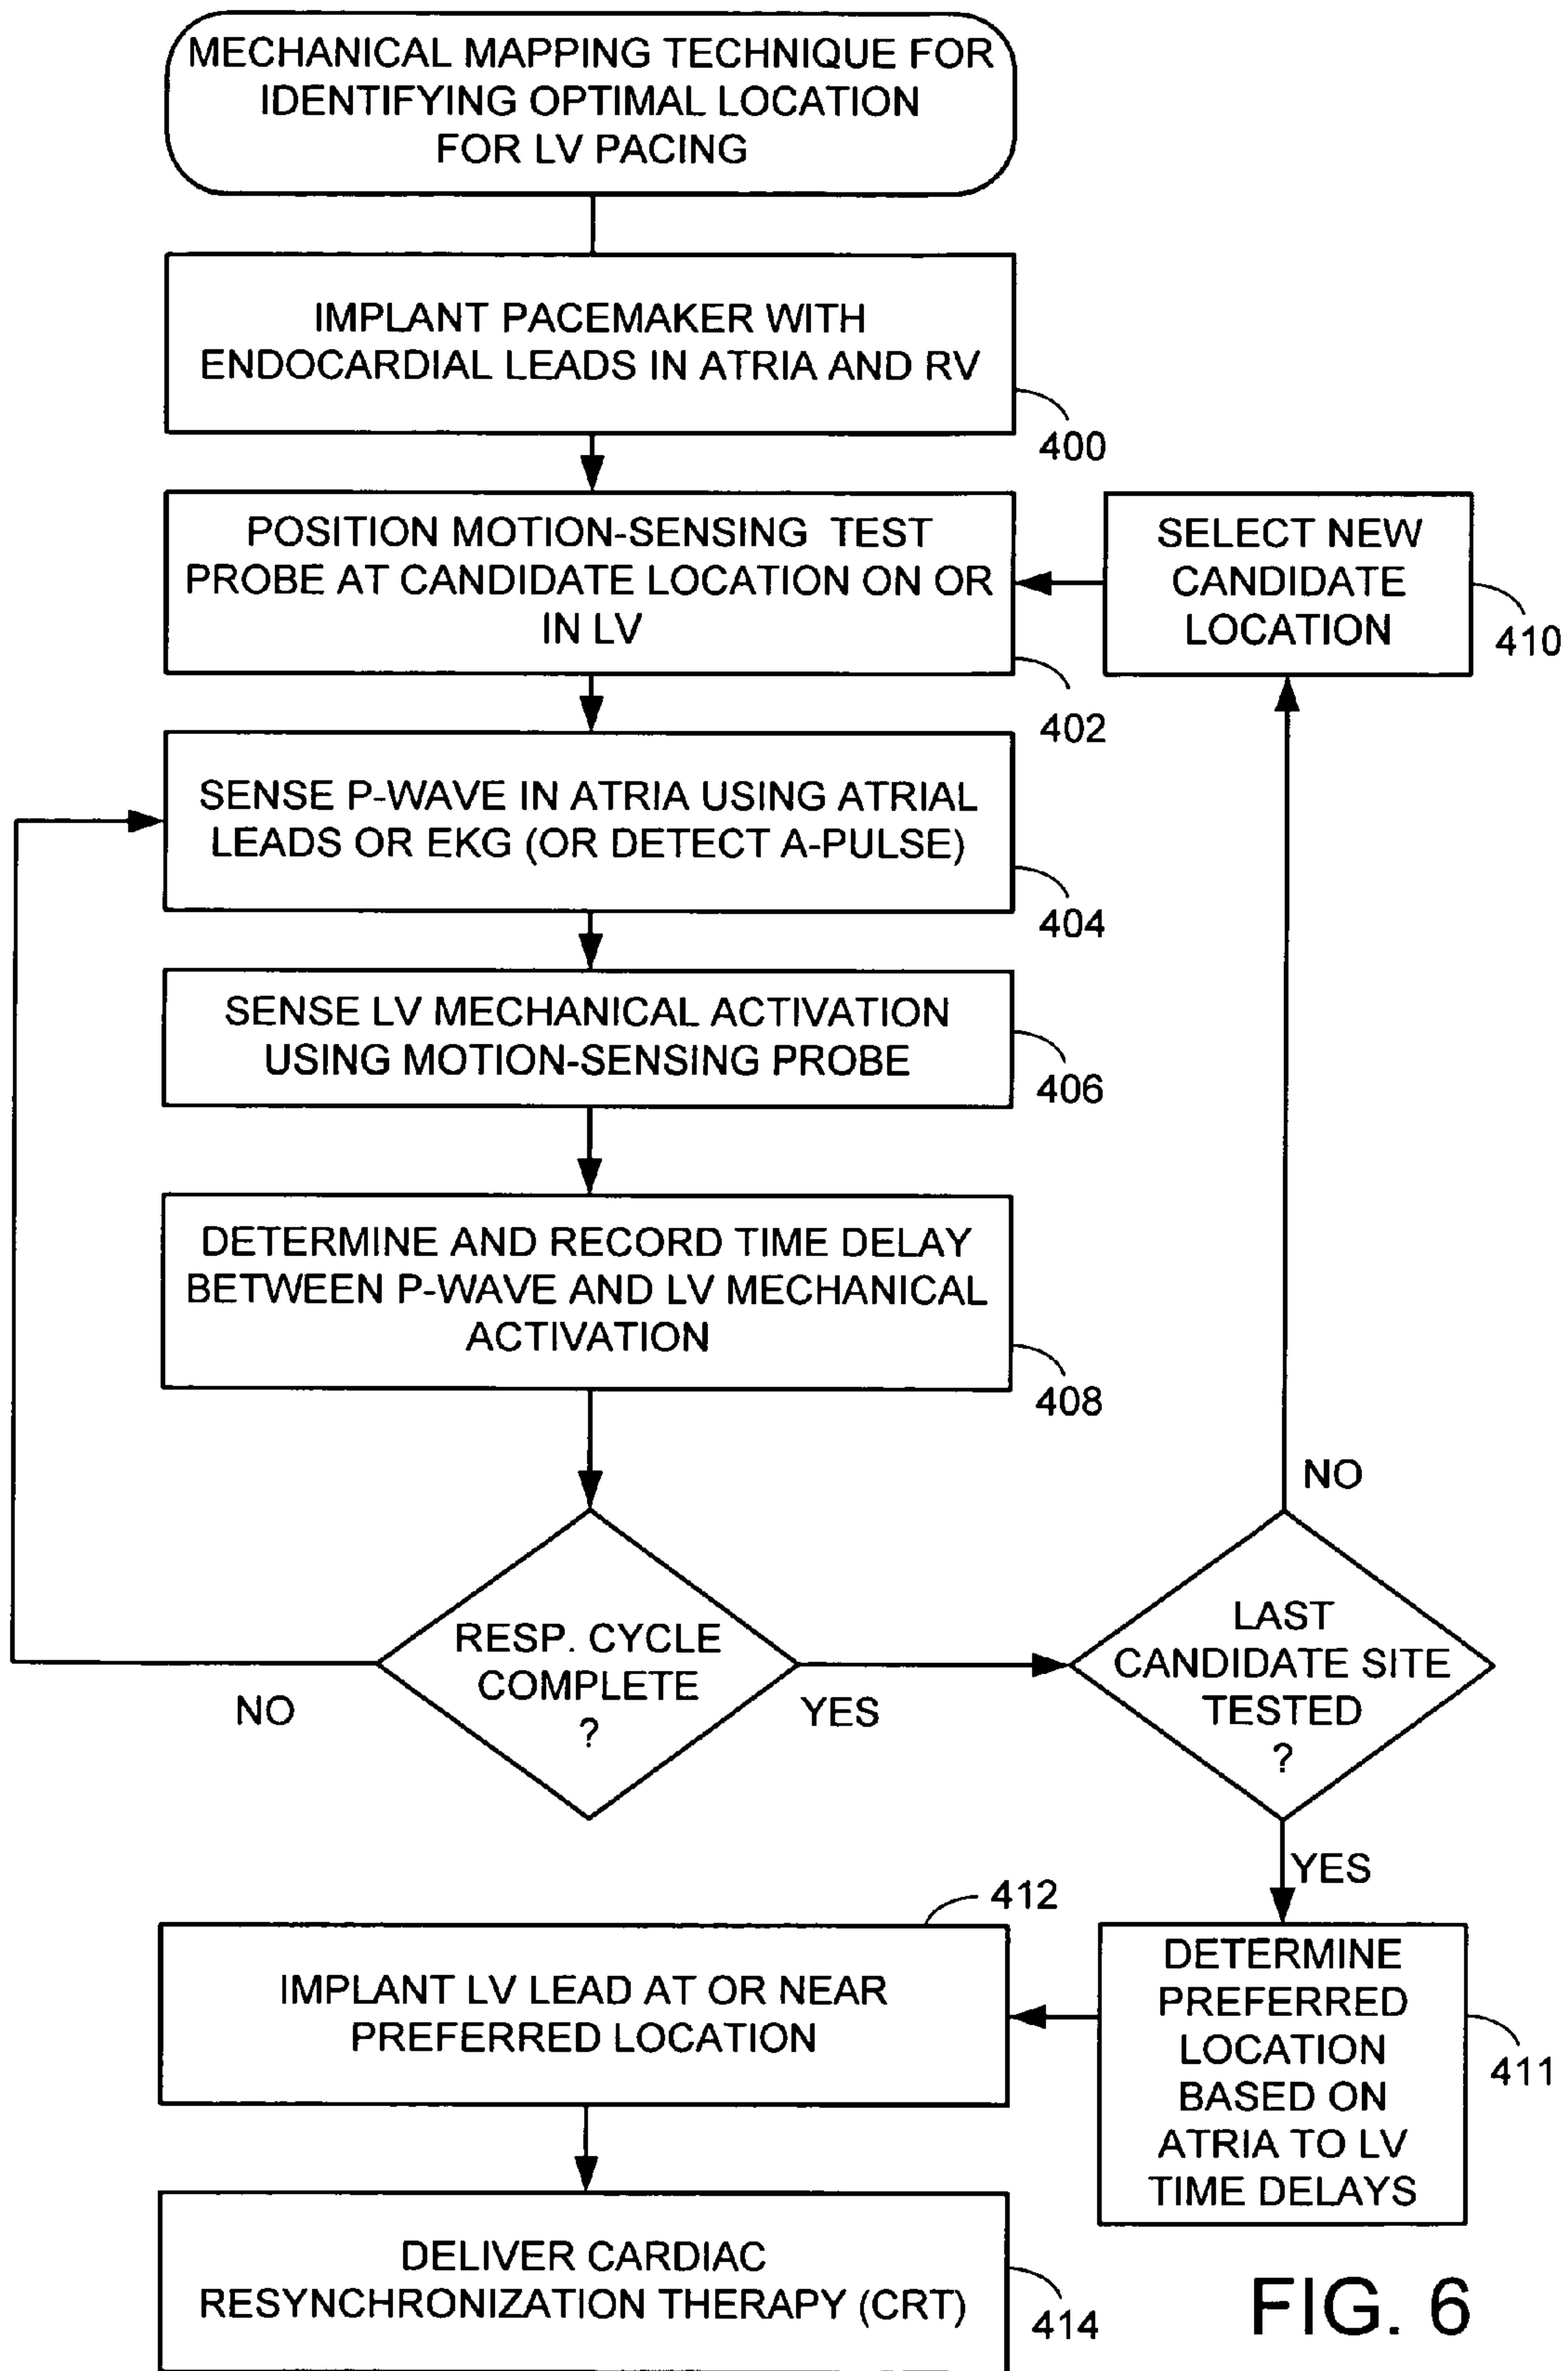 MECHANICAL MAPPING TECHNIQUE FOR
IDENTIFYING OPTIMAL LOCATION
FOR LV PACING
IMPLANT PACEMAKER WITH
ENDOCARDIAL LEADS IN ATRIA AND RV
400
POSITION MOTION-SENSING TEST
PROBE AT CANDIDATE LOCATION ON OR
IN LV
402
SELECT NEW
CANDIDATE
LOCATION
410
SENSE P-WAVE IN ATRIA USING ATRIAL
LEADS OR EKG (OR DETECT A-PULSE)
404
SENSE LV MECHANICAL ACTIVATION
USING MOTION-SENSING PROBE
406
DETERMINE AND RECORD TIME DELAY
BETWEEN P-WAVE AND LV MECHANICAL
ACTIVATION
408
RESP. CYCLE
COMPLETE
?
NO
YES
LAST
CANDIDATE SITE
TESTED
?
NO
YES
DETERMINE
PREFERRED
LOCATION
BASED ON
ATRIA TO LV
TIME DELAYS
411
412
IMPLANT LV LEAD AT OR NEAR
PREFERRED LOCATION
DELIVER CARDIAC
RESYNCHRONIZATION THERAPY (CRT)
414
FIG. 6